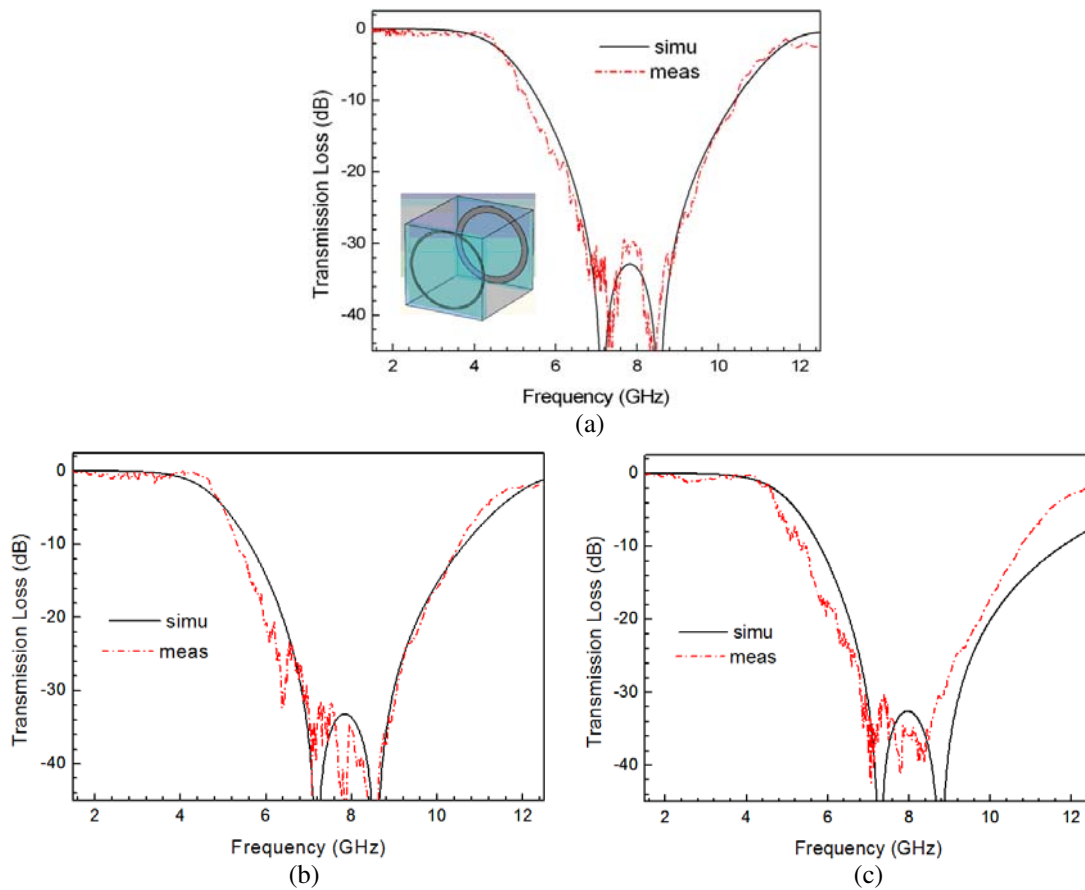 0
-10
-20
-30
-40
Transmission Loss (dB)
simu
meas
2 4 6 8 10 12
Frequency (GHz)
(a)
0
-10
-20
-30
-40
Transmission Loss (dB)
simu
meas
2 4 6 8 10 12
Frequency (GHz)
(b)
0
-10
-20
-30
-40
Transmission Loss (dB)
simu
meas
2 4 6 8 10 12
Frequency (GHz)
(c)